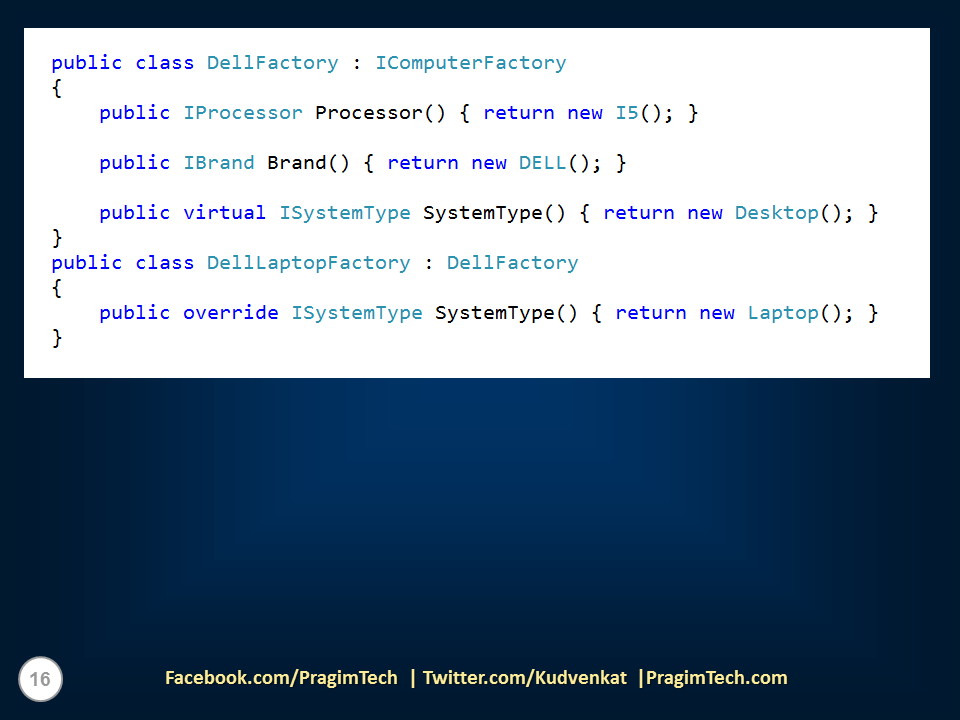 public class DellFactory : IComputerFactory
{
    public IProcessor Processor() { return new I5(); }
    public IBrand Brand() { return new DELL(); }
    public virtual ISystemType SystemType() { return new Desktop(); }
}
public class DellLaptopFactory : DellFactory
{
    public override ISystemType SystemType() { return new Laptop(); }
}
16
Facebook.com/PragimTech | Twitter.com/Kudvenkat |PragimTech.com